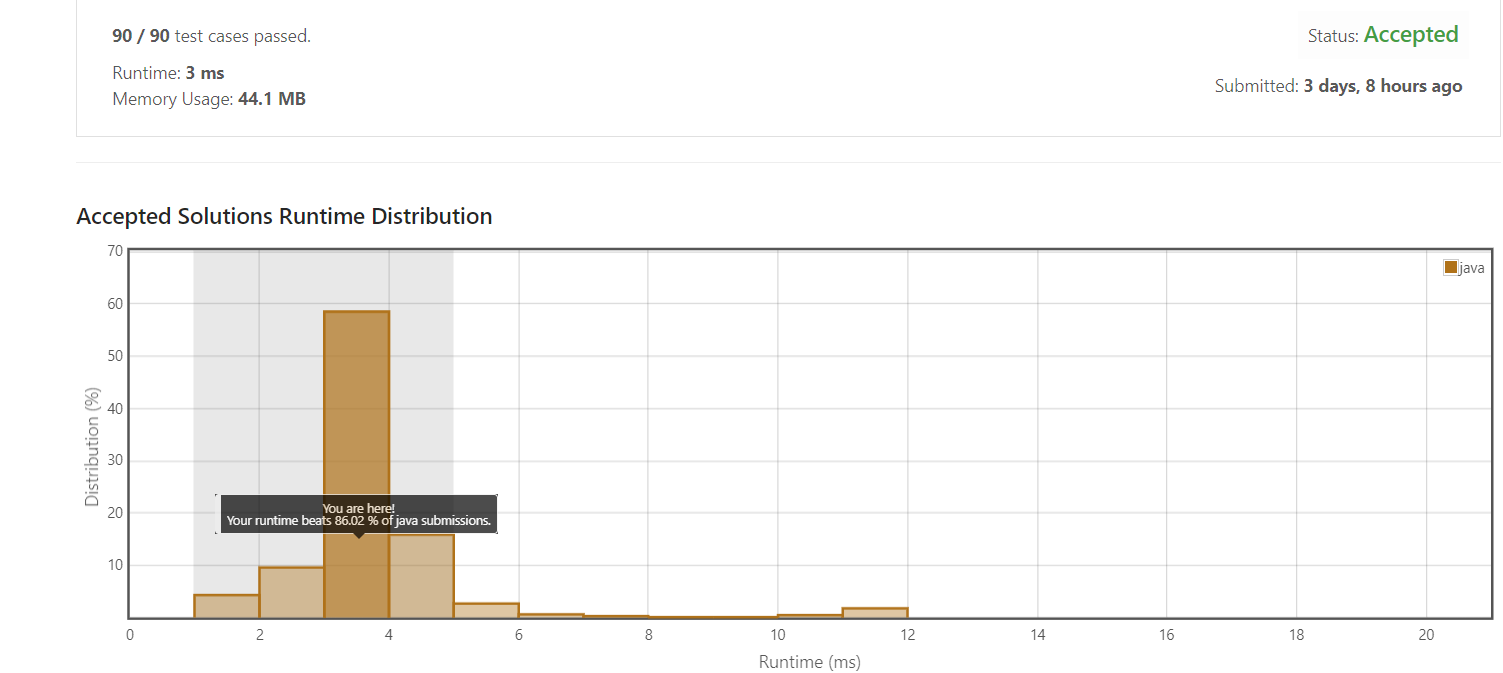 90 / 90 test cases passed.
Status: Accepted
Runtime: 3 ms
Submitted: 3 days, 8 hours ago
Memory Usage: 44.1 MB
Accepted Solutions Runtime Distribution
java
70
60
50
40
30
20
10
Distribution (%)
You are here!
Your runtime beats 86.02 % of java submissions.
0 2 4 6 8 10 12 14 16 18 20
Runtime (ms)